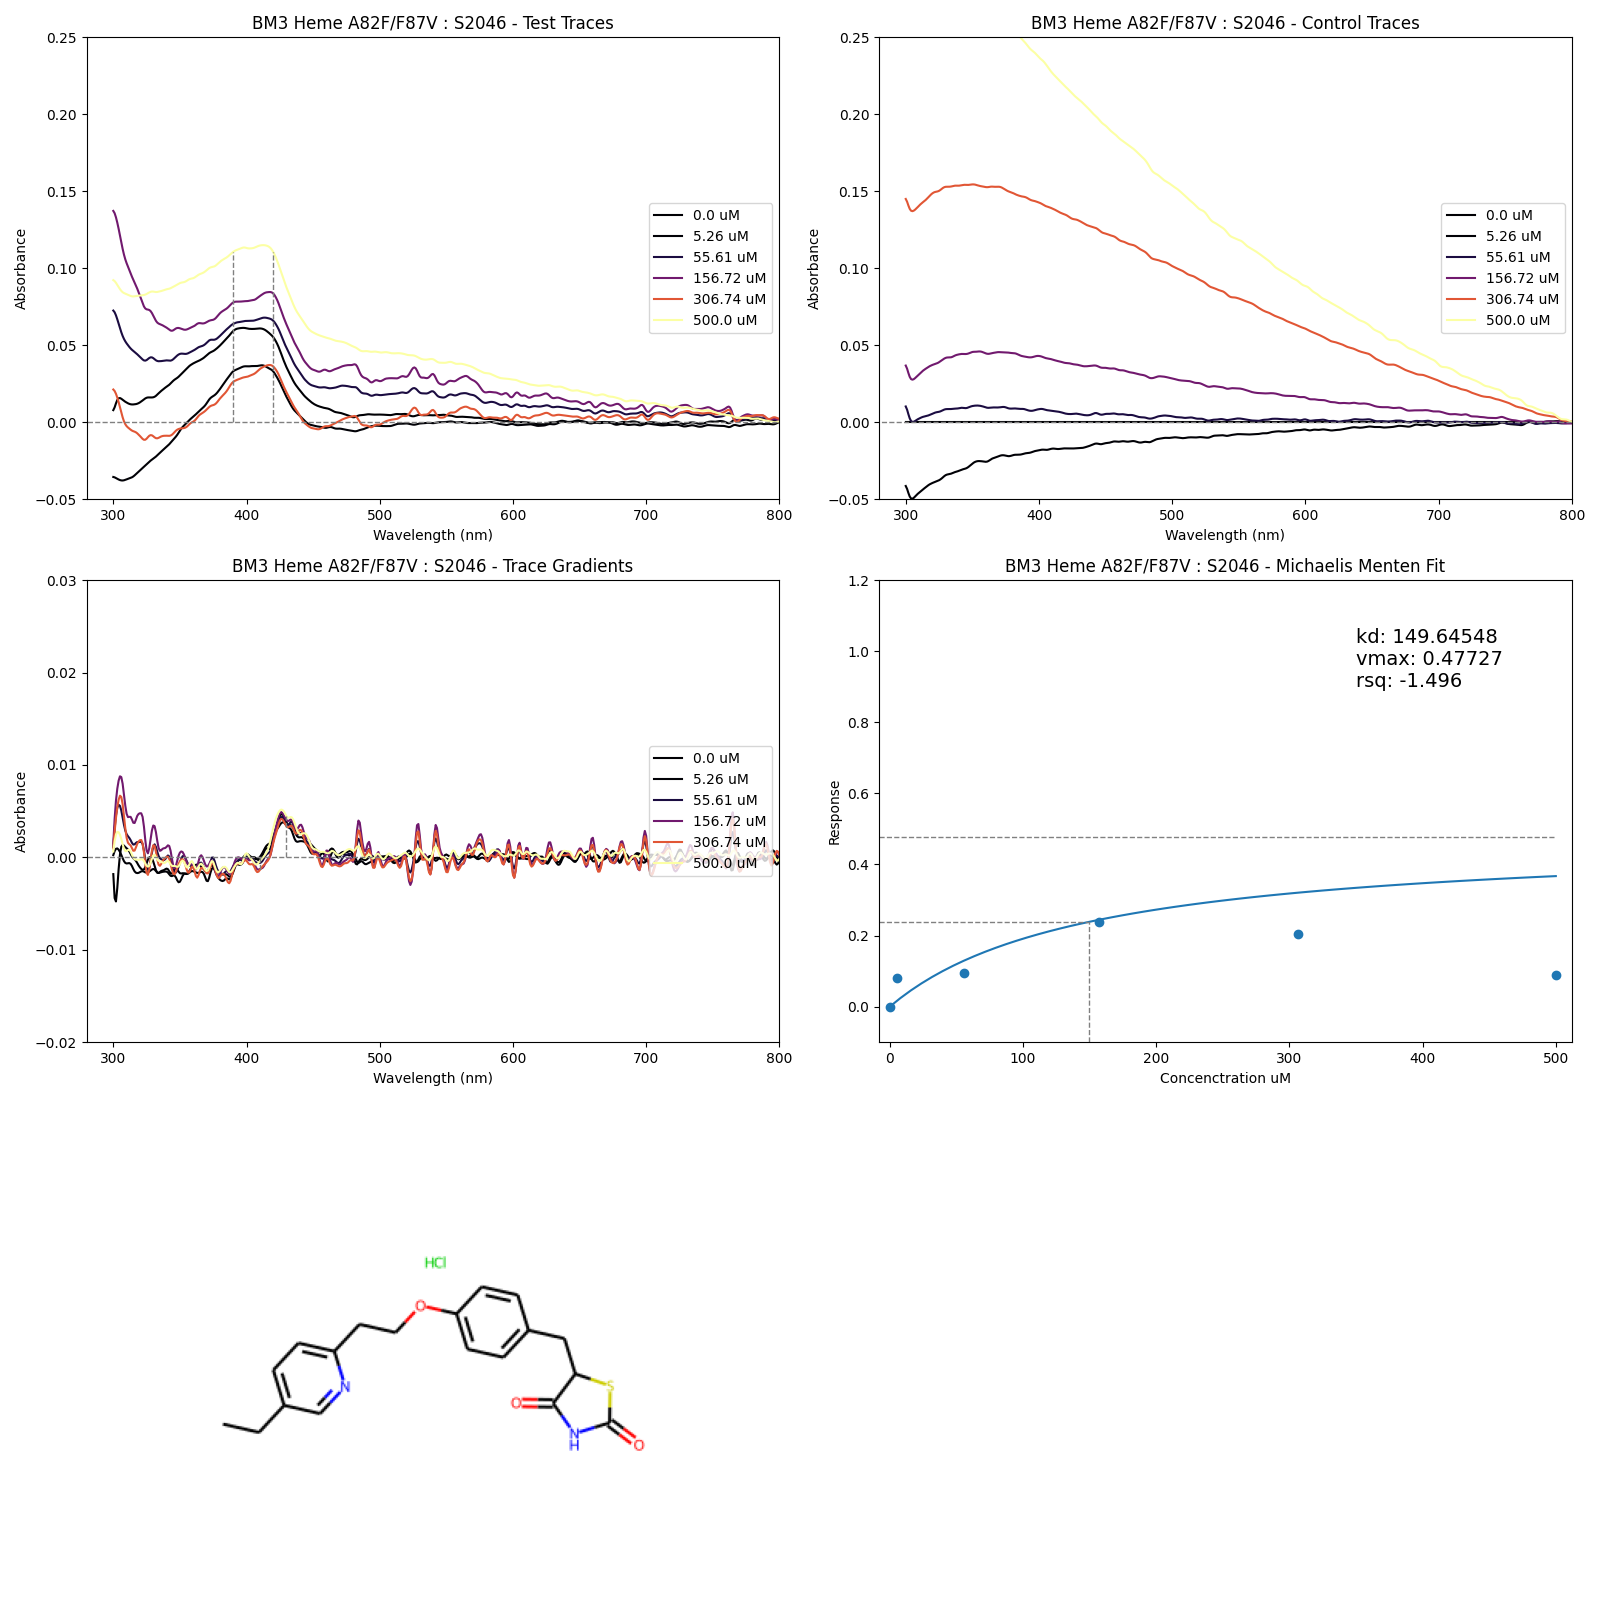 BM3 Heme A82F/F87V : S2046 - Test Traces
0.25
0.20
0.15
0.10
0.05
0.00
−0.05
Absorbance
300
400
500
600
700
800
Wavelength (nm)
0.0 uM
5.26 uM
55.61 uM
156.72 uM
306.74 uM
500.0 uM
BM3 Heme A82F/F87V : S2046 - Control Traces
0.25
0.20
0.15
0.10
0.05
0.00
−0.05
Absorbance
300
400
500
600
700
800
Wavelength (nm)
0.0 uM
5.26 uM
55.61 uM
156.72 uM
306.74 uM
500.0 uM
BM3 Heme A82F/F87V : S2046 - Trace Gradients
0.03
0.02
0.01
0.00
−0.01
−0.02
Absorbance
300
400
500
600
700
800
Wavelength (nm)
0.0 uM
5.26 uM
55.61 uM
156.72 uM
306.74 uM
500.0 uM
BM3 Heme A82F/F87V : S2046 - Michaelis Menten Fit
1.2
1.0
0.8
0.6
0.4
0.2
0.0
Response
kd: 149.64548
vmax: 0.47727
rsq: -1.496
0
100
200
300
400
500
Concenctration uM
HCl
O
N
S
O
N
H
O